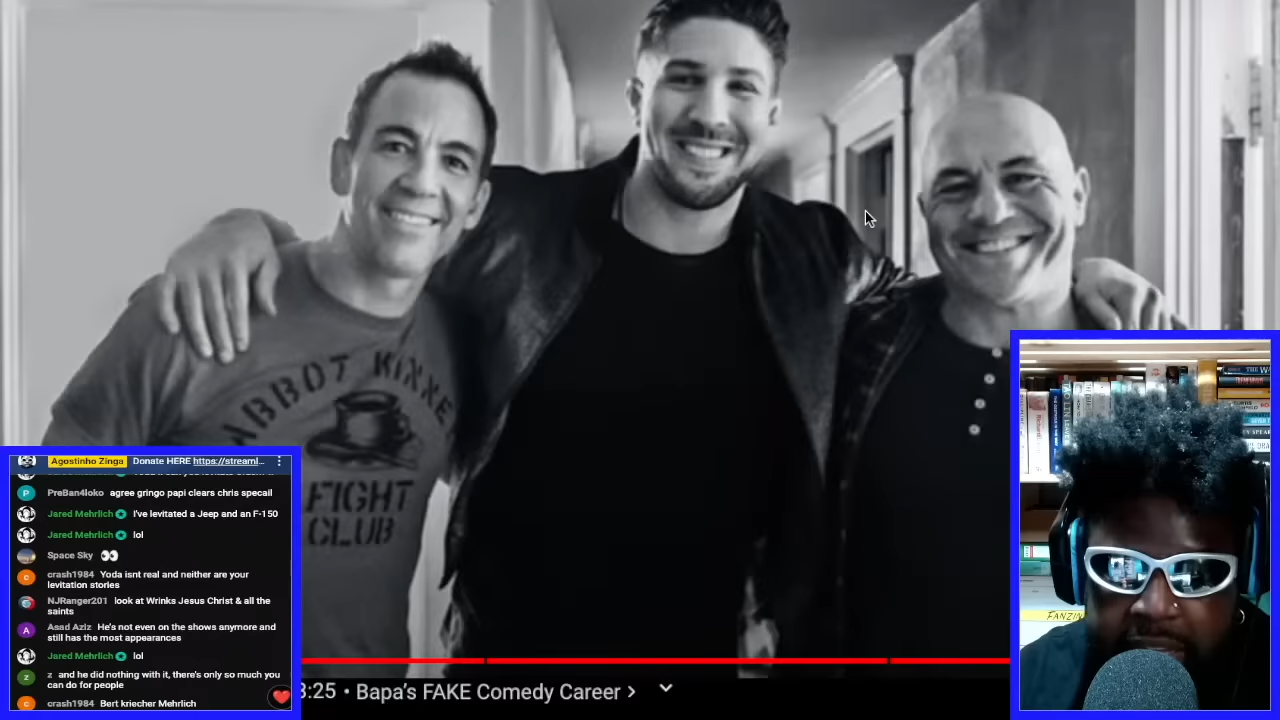 ABBOT KINNE
FIGHT
CLUB
Agostinho Zinga Donate HERE https://streaml...
PreBan4loko agree gringo papi clears chris specail
Jared Mehrlich I've levitated a Jeep and an F-150
Jared Mehrlich lol
Space Sky 👀
crash1984 Yoda isnt real and neither are your
levitation stories
NJRanger201 look at Wrinks Jesus Christ & all the
saints
Asad Aziz He's not even on the shows anymore and
still has the most appearances
Jared Mehrlich lol
z and he did nothing with it, there's only so much you
can do for people
crash1984 Bert kriecher Mehrlich
3:25 • Bapa's FAKE Comedy Career >
FANZIN